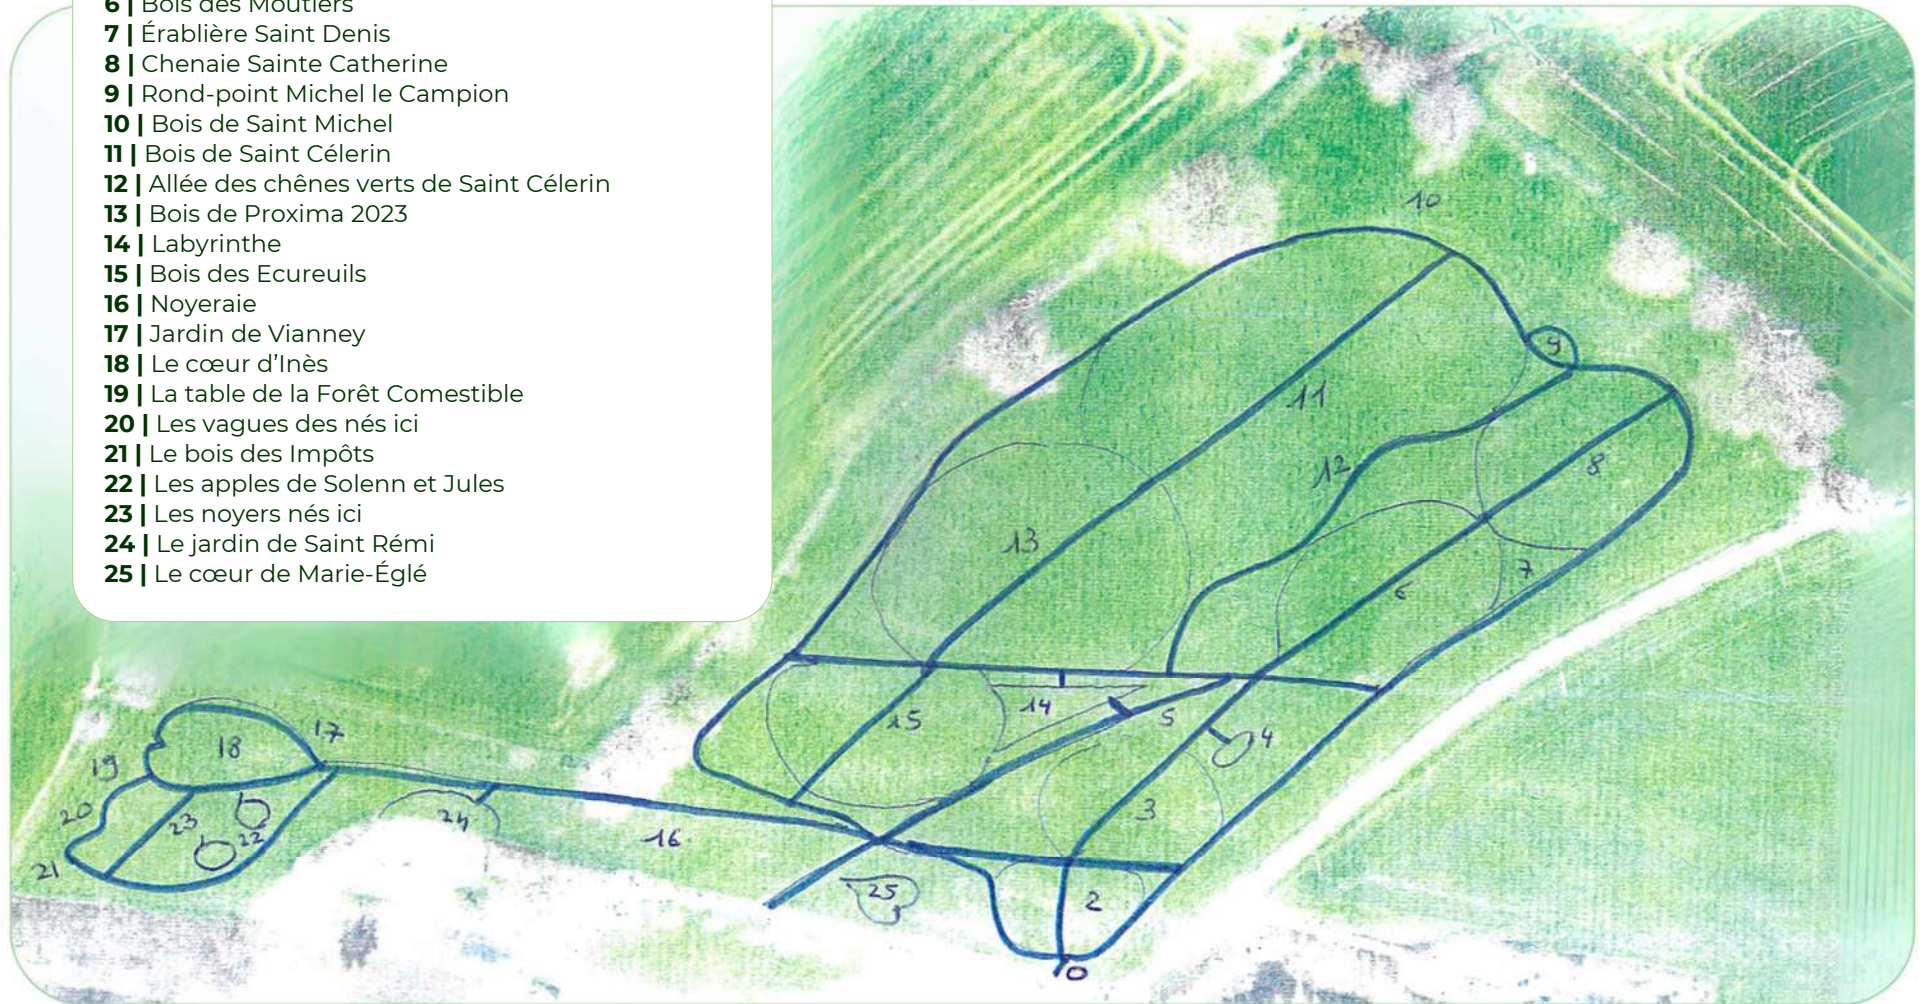 6 | Bois des Moutiers
7 | Érablière Saint Denis
8 | Chenaie Sainte Catherine
9 | Rond-point Michel le Campion
10 | Bois de Saint Michel
11 | Bois de Saint Célerin
12 | Allée des chênes verts de Saint Célerin
13 | Bois de Proxima 2023
14 | Labyrinthe
15 | Bois des Ecureuils
16 | Noyeraie
17 | Jardin de Vianney
18 | Le cœur d’Inès
19 | La table de la Forêt Comestible
20 | Les vagues des nés ici
21 | Le bois des Impôts
22 | Les apples de Solenn et Jules
23 | Les noyers nés ici
24 | Le jardin de Saint Rémi
25 | Le cœur de Marie-Églé
10
9
11
12
8
13
7
6
14
5
15
4
17
18
19
3
20
23
22
24
16
21
25
2
0